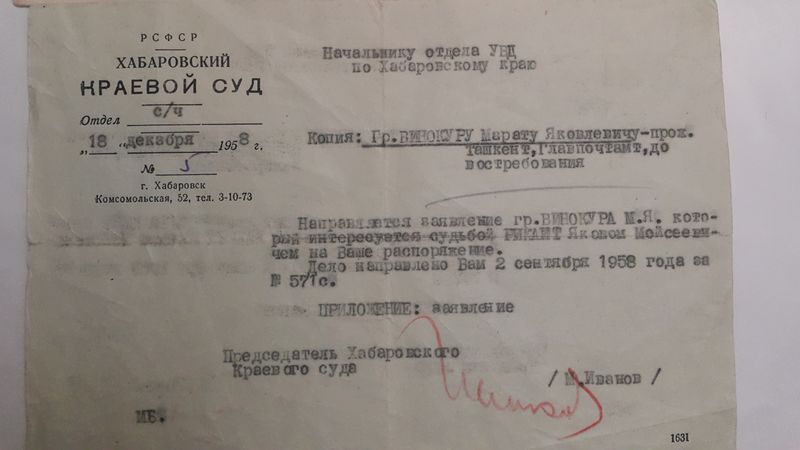 РСФСР
ХАБАРОВСКИЙ
КРАЕВОЙ СУД
Отдел с/ч
„18 „декабря 1958 г.
№ 5
г. Хабаровск
Комсомольская, 52, тел. 3-10-73
Начальнику отдела УВД
по Хабаровскому краю
Копия: Гр.ВИНОКУРУ Марату Яковлевичу-прож.
Ташкент,Главпочтамт,до
востребования
Направляется заявление гр.ВИНОКУРА М.Я. кото-
рый интересуется судьбой Яковом Мойсееви-
чем на Ваше распоряжение.
Дело направлено Вам 2 сентября 1958 года за
№ 571с.
ПРИЛОЖЕНИЕ: заявление
Председатель Хабаровского
Краевого суда
/ М.Иванов /
МБ.
1631